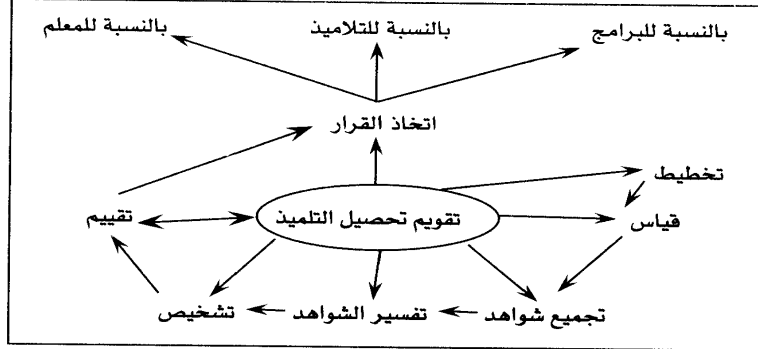 بالنسبة للبرامج
بالنسبة للتلاميذ
بالنسبة للمعلم
اتخاذ القرار
تخطيط
قياس
تقويم تحصيل التلميذ
تقييم
تجميع شواهد
تفسير الشواهد
تشخيص